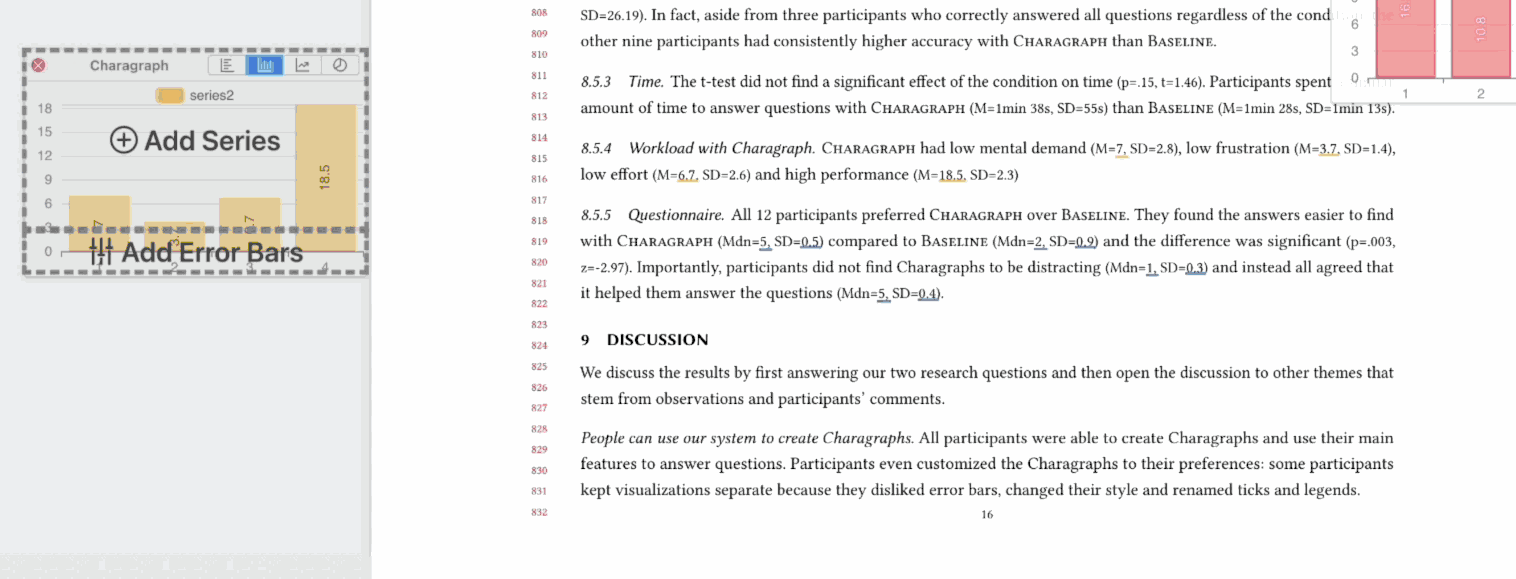 Charagraph
series2
18
15
12
9
6
3
0
Add Series
18.5
3.7
Add Error Bars
2
3
4
808
809
810
811
812
813
814
815
816
817
818
819
820
821
822
823
824
825
826
827
828
829
830
831
832
SD=26.19). In fact, aside from three participants who correctly answered all questions regardless of the
other nine participants had consistently higher accuracy with CHARAGRAPH than BASELINE.
8.5.3 Time. The t-test did not find a significant effect of the condition on time (p=.15, t=1.46). Participants spent
amount of time to answer questions with CHARAGRAPH (M=1min 38s, SD=55s) than BASELINE (M=1min 28s, SD=1min 13s).
8.5.4 Workload with Charagraph. CHARAGRAPH had low mental demand (M=7, SD=2.8), low frustration (M=3.7, SD=1.4),
low effort (M=6.7, SD=2.6) and high performance (M=18.5, SD=2.3)
8.5.5 Questionnaire. All 12 participants preferred CHARAGRAPH over BASELINE. They found the answers easier to find
with CHARAGRAPH (Mdn=5, SD=0.5) compared to BASELINE (Mdn=2, SD=0.9) and the difference was significant (p=.003,
z=-2.97). Importantly, participants did not find Charagraphs to be distracting (Mdn=1, SD=0.3) and instead all agreed that
it helped them answer the questions (Mdn=5, SD=0.4).
9 DISCUSSION
We discuss the results by first answering our two research questions and then open the discussion to other themes that
stem from observations and participants' comments.
People can use our system to create Charagraphs. All participants were able to create Charagraphs and use their main
features to answer questions. Participants even customized the Charagraphs to their preferences: some participants
kept visualizations separate because they disliked error bars, changed their style and renamed ticks and legends.
16
6
3
0
10.8
1
2